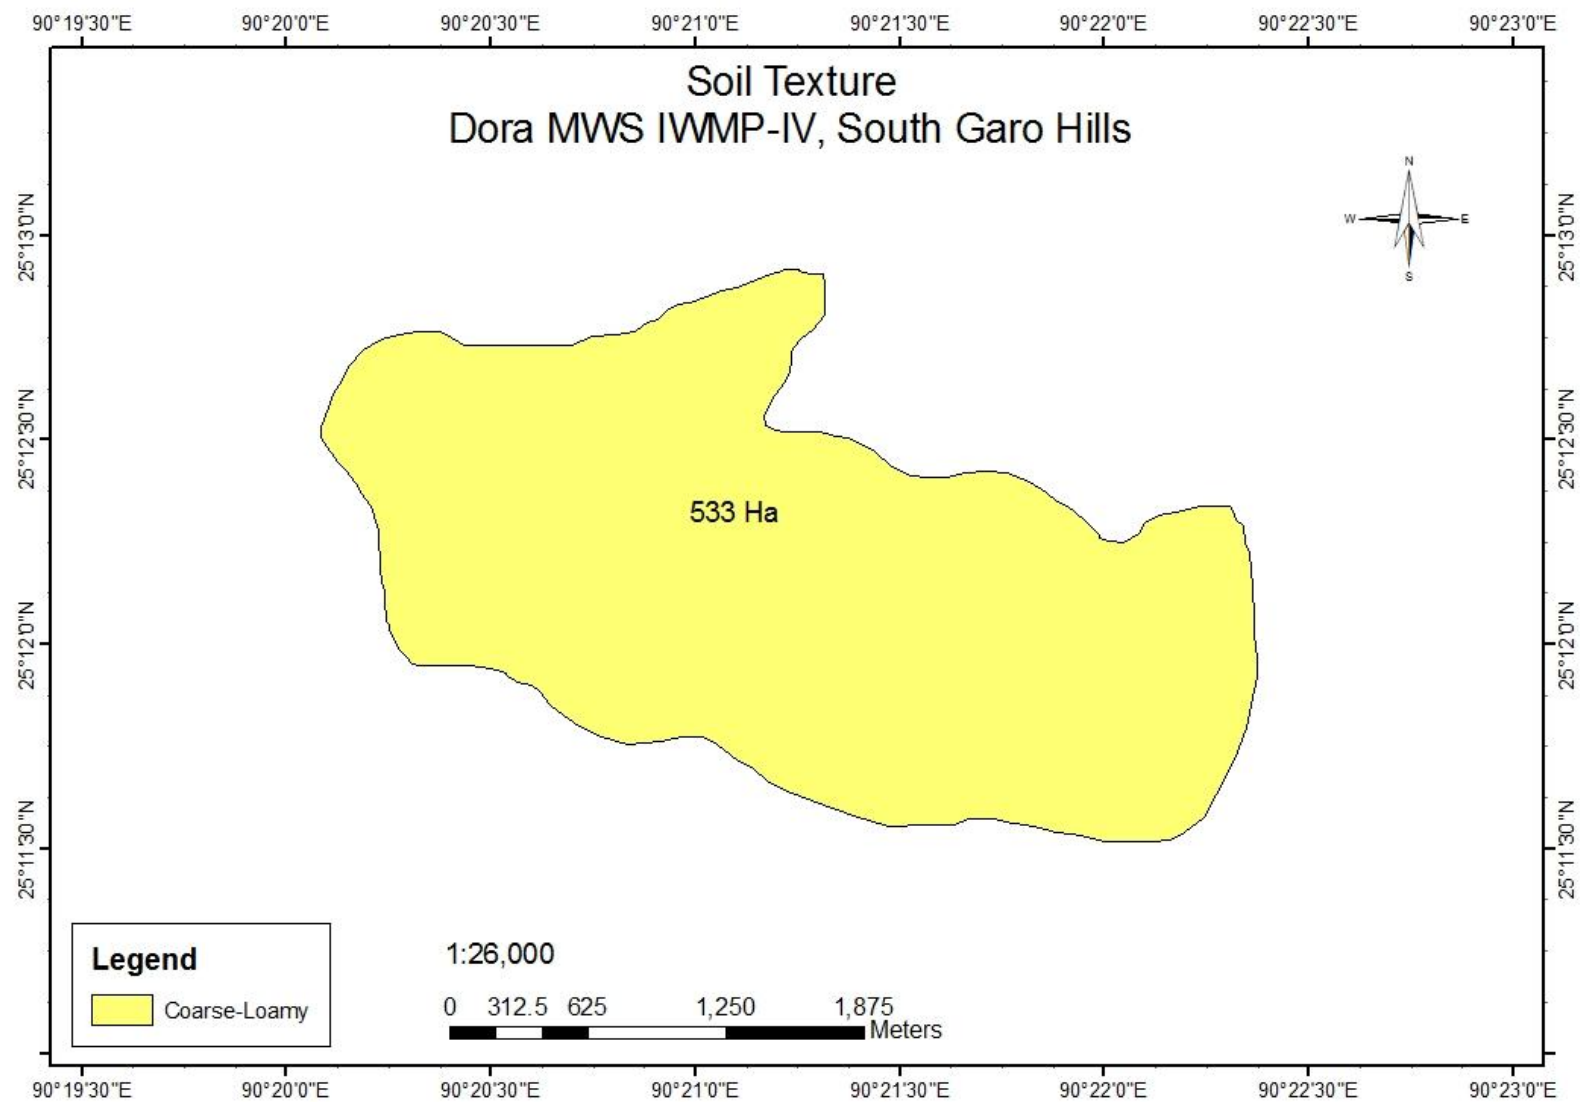 90°19'30"E 90°20'0"E 90°20'30"E 90°21'0"E 90°21'30"E 90°22'0"E 90°22'30"E 90°23'0"E
Soil Texture
Dora MWS IWMP-IV, South Garo Hills
N
W E
S
25°13'0"N 25°13'0"N
25°12'30"N 25°12'30"N
533 Ha
25°12'0"N 25°12'0"N
25°11'30"N 25°11'30"N
Legend
Coarse-Loamy
1:26,000
0 312.5 625 1,250 1,875
Meters
90°19'30"E 90°20'0"E 90°20'30"E 90°21'0"E 90°21'30"E 90°22'0"E 90°22'30"E 90°23'0"E